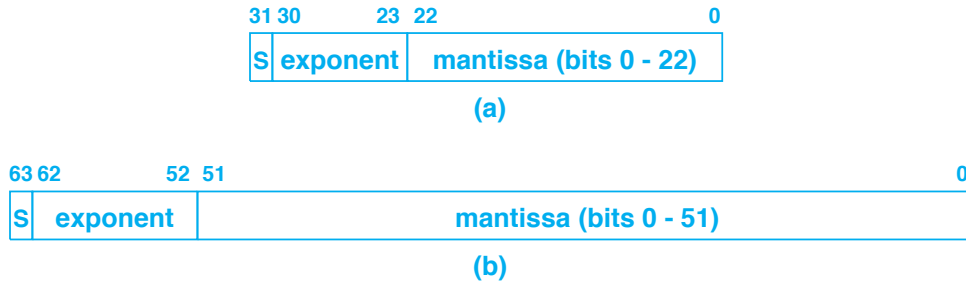 31 30 23 22 0
S exponent mantissa (bits 0 - 22)
(a)
63 62 52 51 0
S exponent mantissa (bits 0 - 51)
(b)